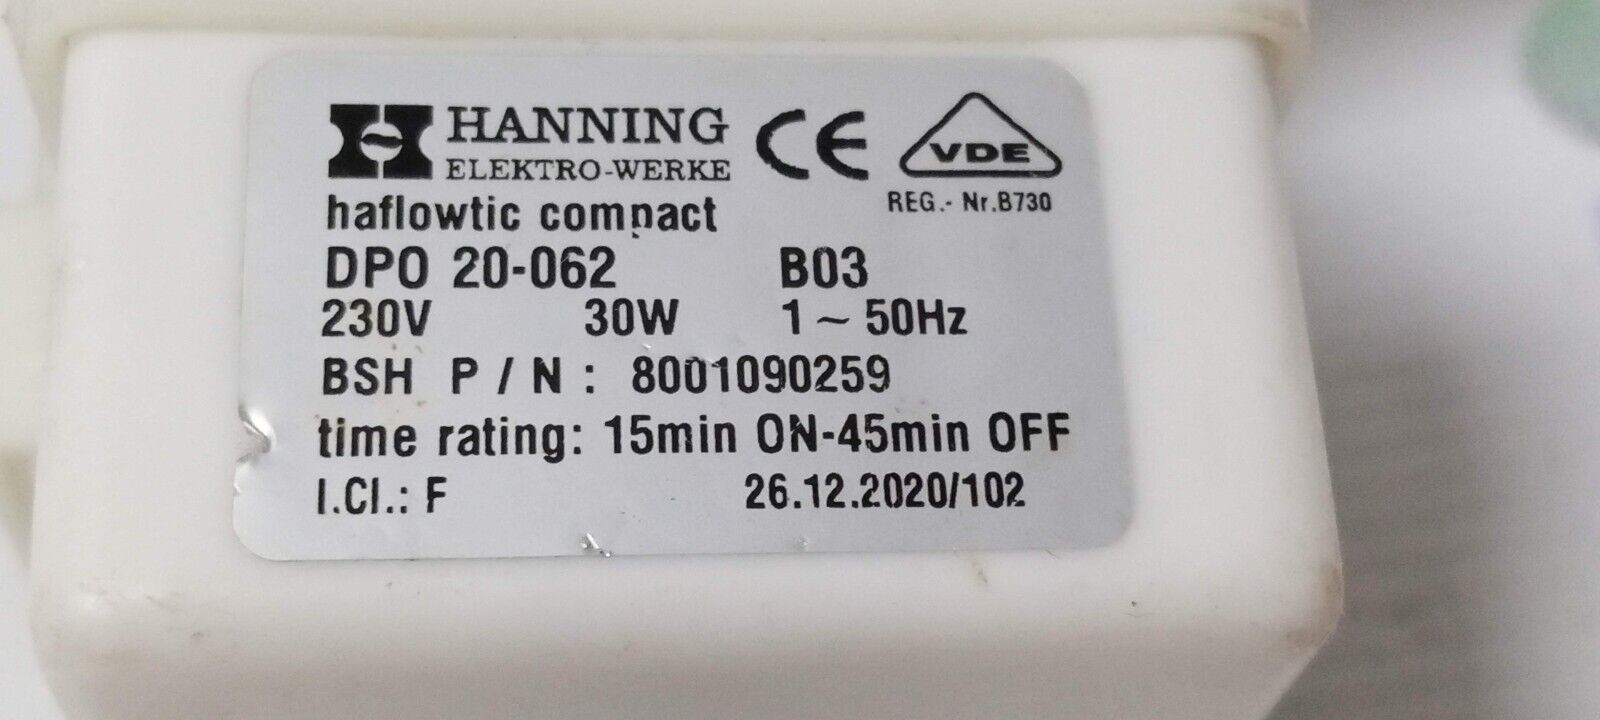 HANNING
ELEKTRO-WERKE
CE
VDE
REG.- Nr.B730
haflowtic compact
DPO 20-062 B03
230V 30W 1 ~ 50Hz
BSH P / N : 8001090259
time rating: 15min ON-45min OFF
I.Cl.: F 26.12.2020/102